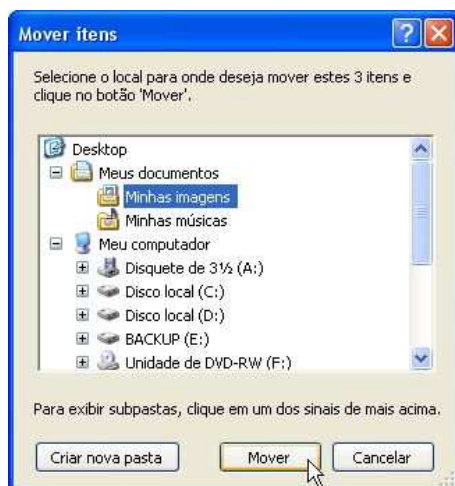 Mover itens
Selecione o local para onde deseja mover estes 3 itens e
clique no botão 'Mover'.
Desktop
Meus documentos
Minhas imagens
Minhas músicas
Meu computador
Disquete de 3½ (A:)
Disco local (C:)
Disco local (D:)
BACKUP (E:)
Unidade de DVD-RW (F:)
Para exibir subpastas, clique em um dos sinais de mais acima.
Criar nova pasta Mover Cancelar